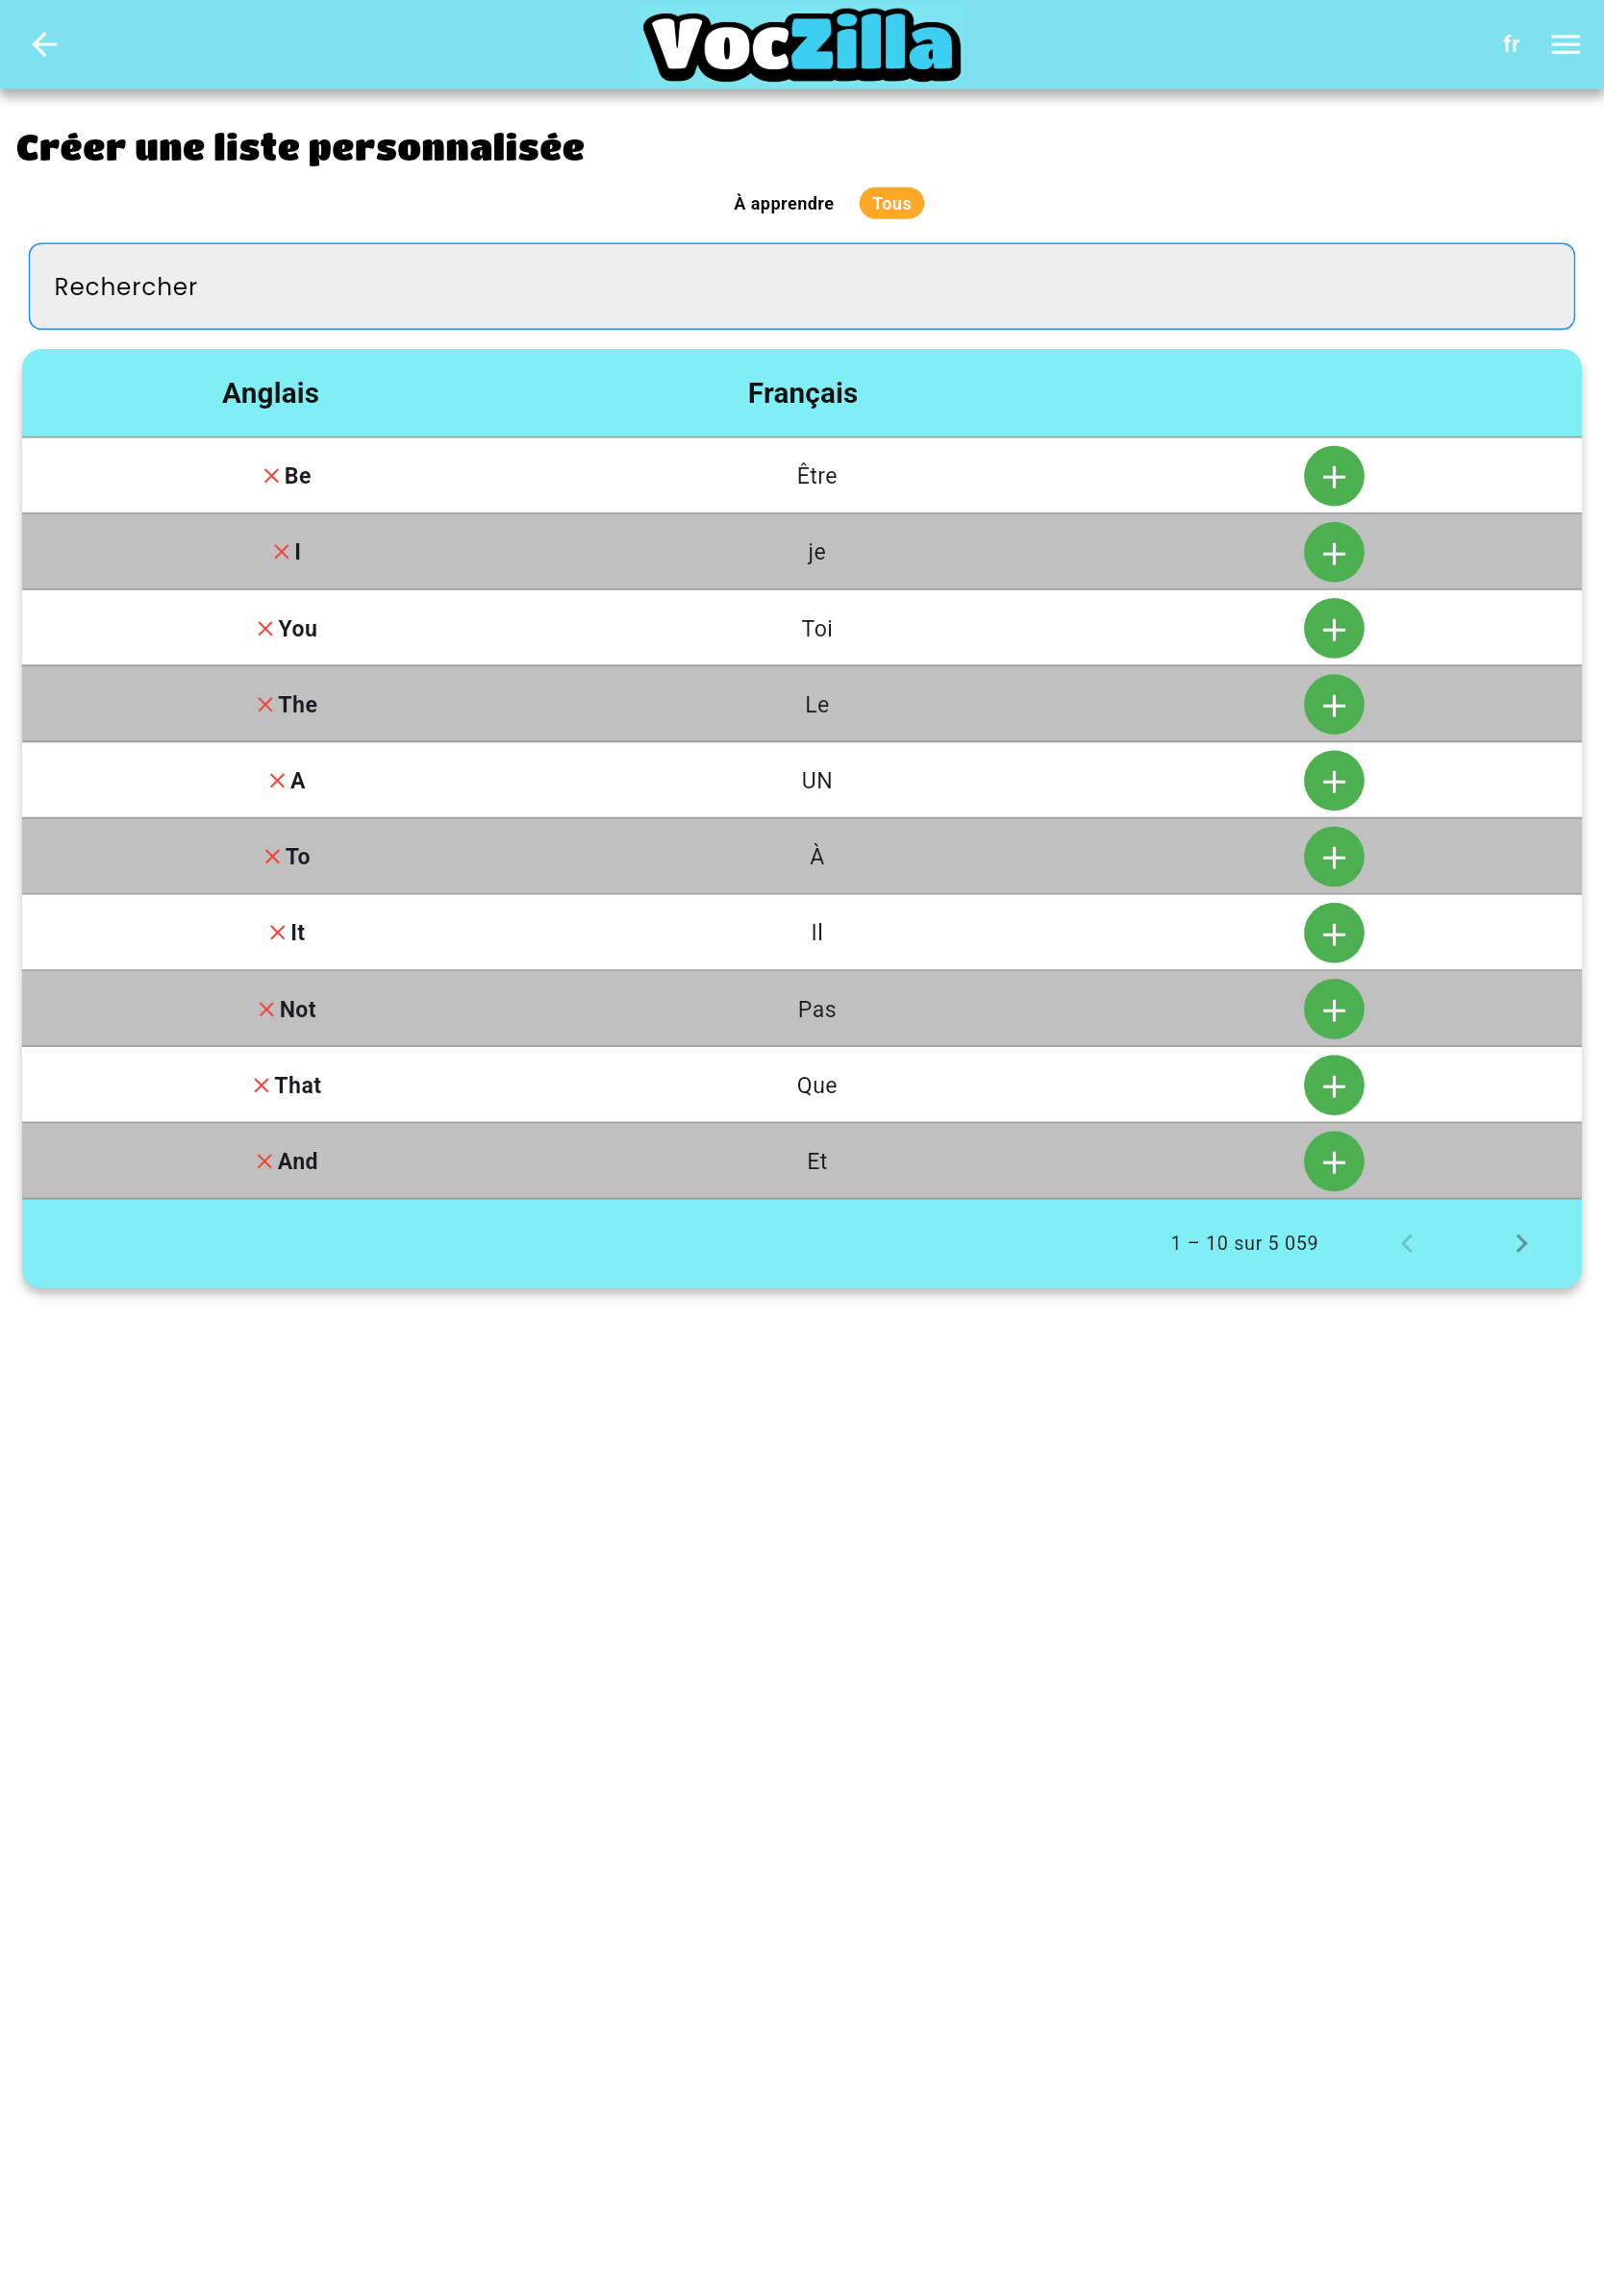 VocZilla
fr
Créer une liste personnalisée
À apprendre Tous
Rechercher
Anglais Français
Be Être
I je
You Toi
The Le
A UN
To À
It Il
Not Pas
That Que
And Et
1 – 10 sur 5 059